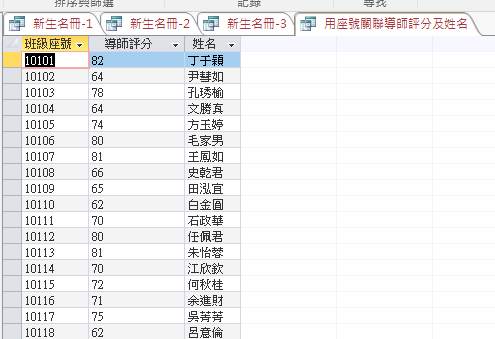 排序與篩選 記錄 尋找
新生名冊-1 新生名冊-2 新生名冊-3 用座號關聯導師評分及姓名
班級座號 導師評分 姓名
10101 82 丁于穎
10102 64 尹彗如
10103 78 孔琇榆
10104 64 文勝真
10105 74 方玉婷
10106 80 毛家男
10107 81 王鳳如
10108 66 史乾君
10109 65 田泓宜
10110 62 白金圓
10111 70 石政華
10112 80 任佩君
10113 81 朱怡蓉
10114 70 江欣欽
10115 72 何秋桂
10116 71 余進財
10117 75 吳菁菁
10118 62 呂意倫